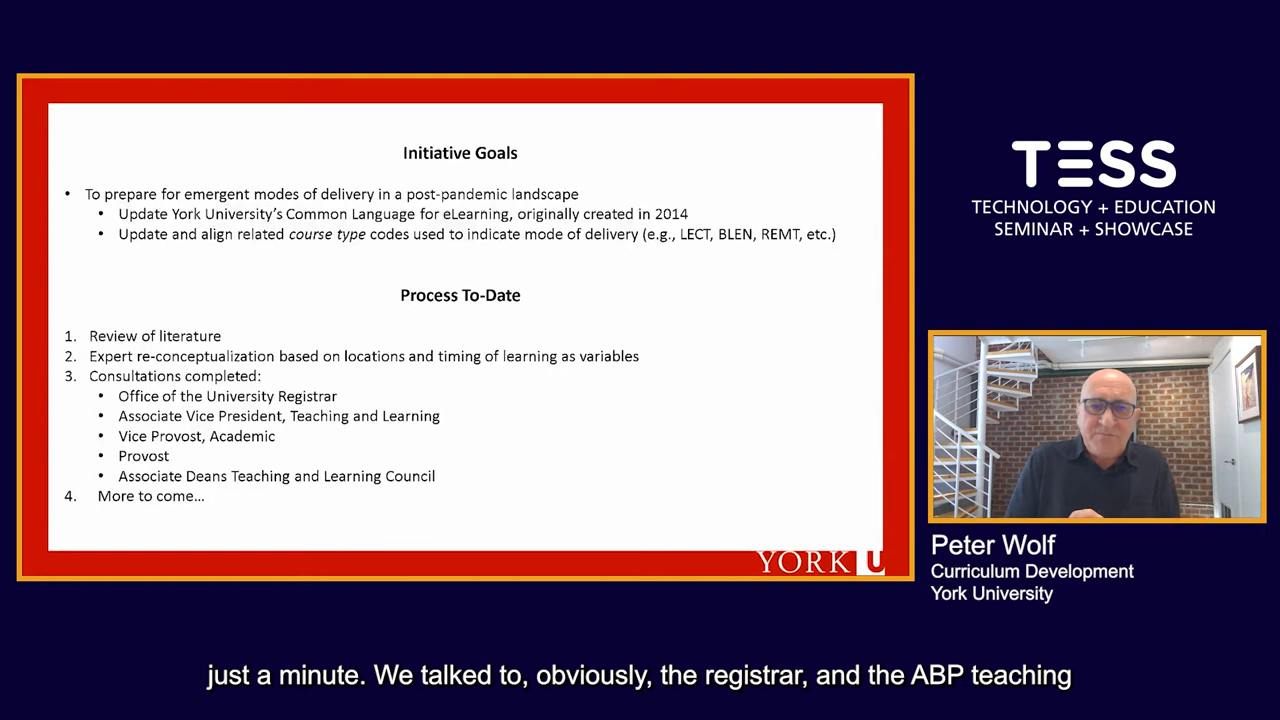 Initiative Goals
• To prepare for emergent modes of delivery in a post-pandemic landscape
• Update York University's Common Language for eLearning, originally created in 2014
• Update and align related course type codes used to indicate mode of delivery (e.g., LECT, BLEN, REMT, etc.)
Process To-Date
1. Review of literature
2. Expert re-conceptualization based on locations and timing of learning as variables
3. Consultations completed:
• Office of the University Registrar
• Associate Vice President, Teaching and Learning
• Vice Provost, Academic
• Provost
• Associate Deans Teaching and Learning Council
4. More to come…
YORK U
TESS
TECHNOLOGY + EDUCATION
SEMINAR + SHOWCASE
Peter Wolf
Curriculum Development
York University
just a minute. We talked to, obviously, the registrar, and the ABP teaching